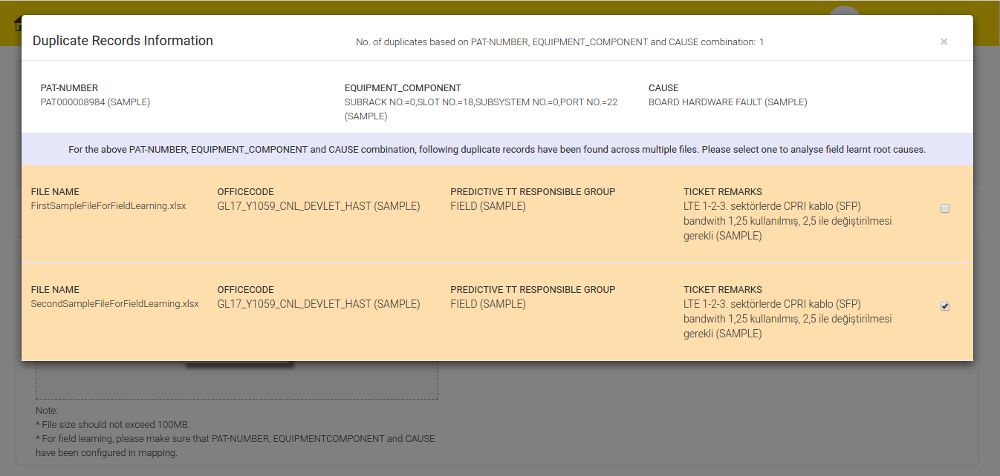 Duplicate Records Information
No. of duplicates based on PAT-NUMBER, EQUIPMENT_COMPONENT and CAUSE combination: 1
×
PAT-NUMBER
PAT000008984 (SAMPLE)
EQUIPMENT_COMPONENT
SUBRACK NO.=0,SLOT NO.=18,SUBSYSTEM NO.=0,PORT NO.=22
(SAMPLE)
CAUSE
BOARD HARDWARE FAULT (SAMPLE)
For the above PAT-NUMBER, EQUIPMENT_COMPONENT and CAUSE combination, following duplicate records have been found across multiple files. Please select one to analyse field learnt root causes.
FILE NAME
FirstSampleFileForFieldLearning.xlsx
OFFICECODE
GL17_Y1059_CNL_DEVLET_HAST (SAMPLE)
PREDICTIVE TT RESPONSIBLE GROUP
FIELD (SAMPLE)
TICKET REMARKS
LTE 1-2-3. sektörlerde CPRI kablo (SFP)
bandwith 1,25 kullanılmış, 2,5 ile değiştirilmesi
gerekli (SAMPLE)
FILE NAME
SecondSampleFileForFieldLearning.xlsx
OFFICECODE
GL17_Y1059_CNL_DEVLET_HAST (SAMPLE)
PREDICTIVE TT RESPONSIBLE GROUP
FIELD (SAMPLE)
TICKET REMARKS
LTE 1-2-3. sektörlerde CPRI kablo (SFP)
bandwith 1,25 kullanılmış, 2,5 ile değiştirilmesi
gerekli (SAMPLE)
Note:
* File size should not exceed 100MB.
* For field learning, please make sure that PAT-NUMBER, EQUIPMENTCOMPONENT and CAUSE
have been configured in mapping.